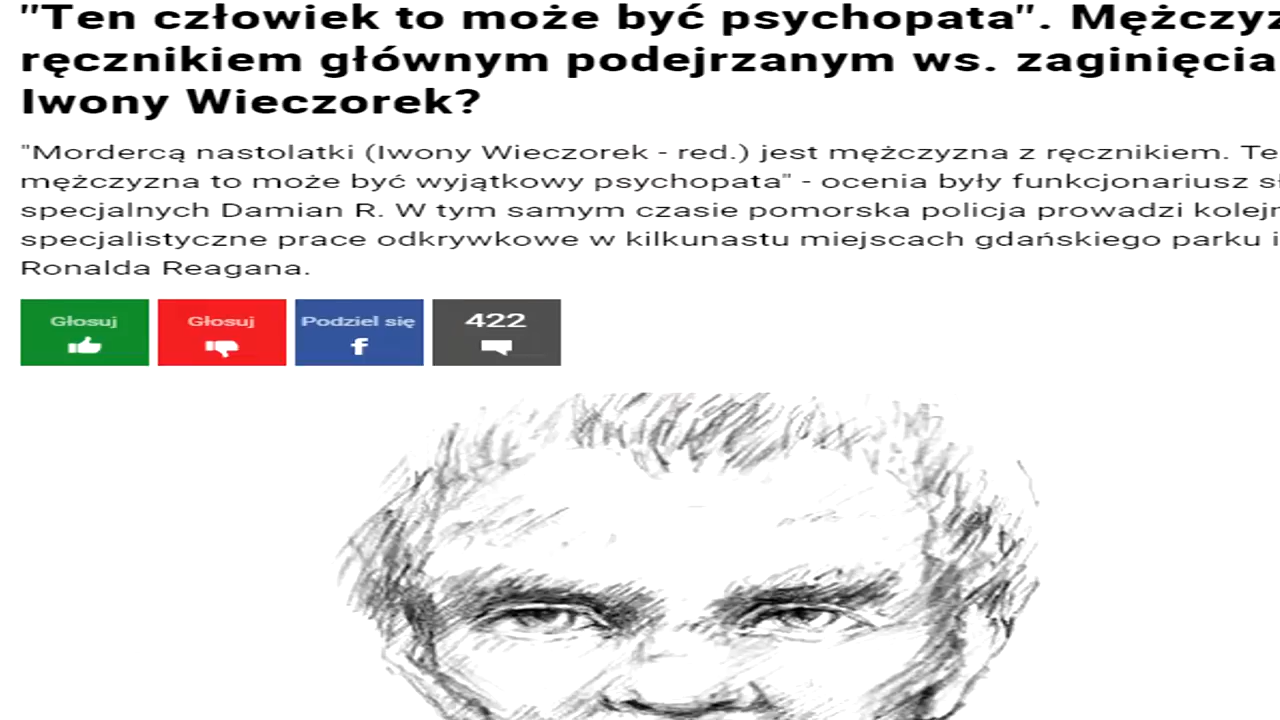 "Ten człowiek to może być psychopata". Mężczyz
ręcznikiem głównym podejrzanym ws. zaginięcia
Iwony Wieczorek?
"Mordercą nastolatki (Iwony Wieczorek - red.) jest mężczyzna z ręcznikiem. Te
mężczyzna to może być wyjątkowy psychopata" - ocenia były funkcjonariusz sł
specjalnych Damian R. W tym samym czasie pomorska policja prowadzi kolejn
specjalistyczne prace odkrywkowe w kilkunastu miejscach gdańskiego parku i
Ronalda Reagana.
Głosuj Głosuj Podziel się 422